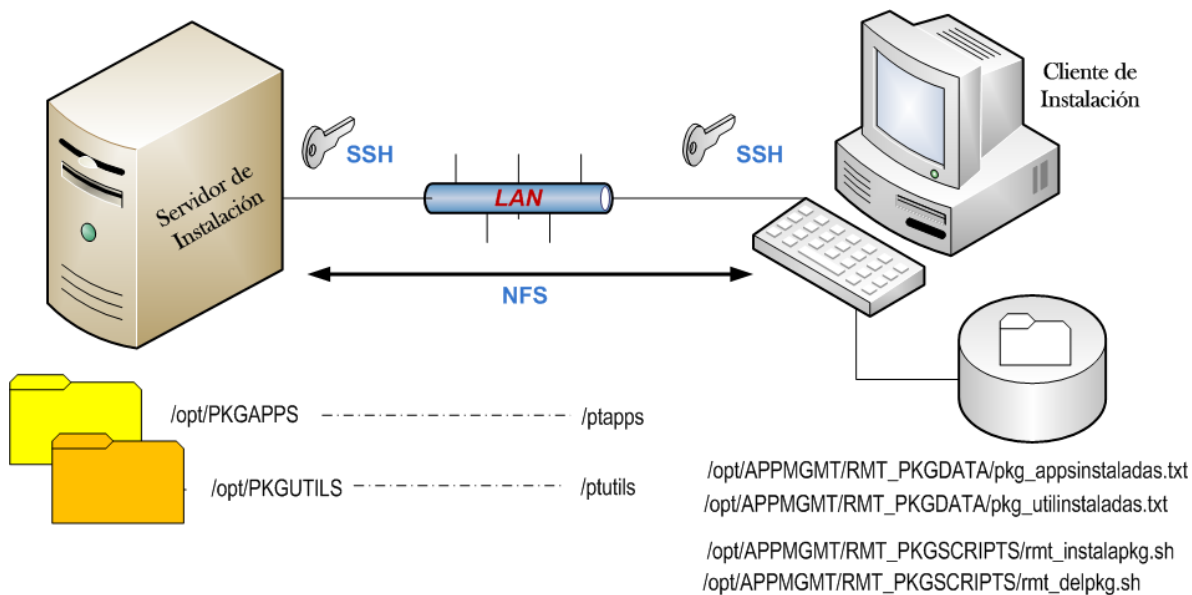 Servidor de
Instalación
SSH
LAN
SSH
NFS
Cliente de
Instalación
/opt/PKGAPPS
/ptapps
/opt/PKGUTILS
/ptutils
/opt/APPMGMT/RMT_PKGDATA/pkg_appsinstaladas.txt
/opt/APPMGMT/RMT_PKGDATA/pkg_utilinstaladas.txt
/opt/APPMGMT/RMT_PKGSCRIPTS/rmt_instalapkg.sh
/opt/APPMGMT/RMT_PKGSCRIPTS/rmt_delpkg.sh